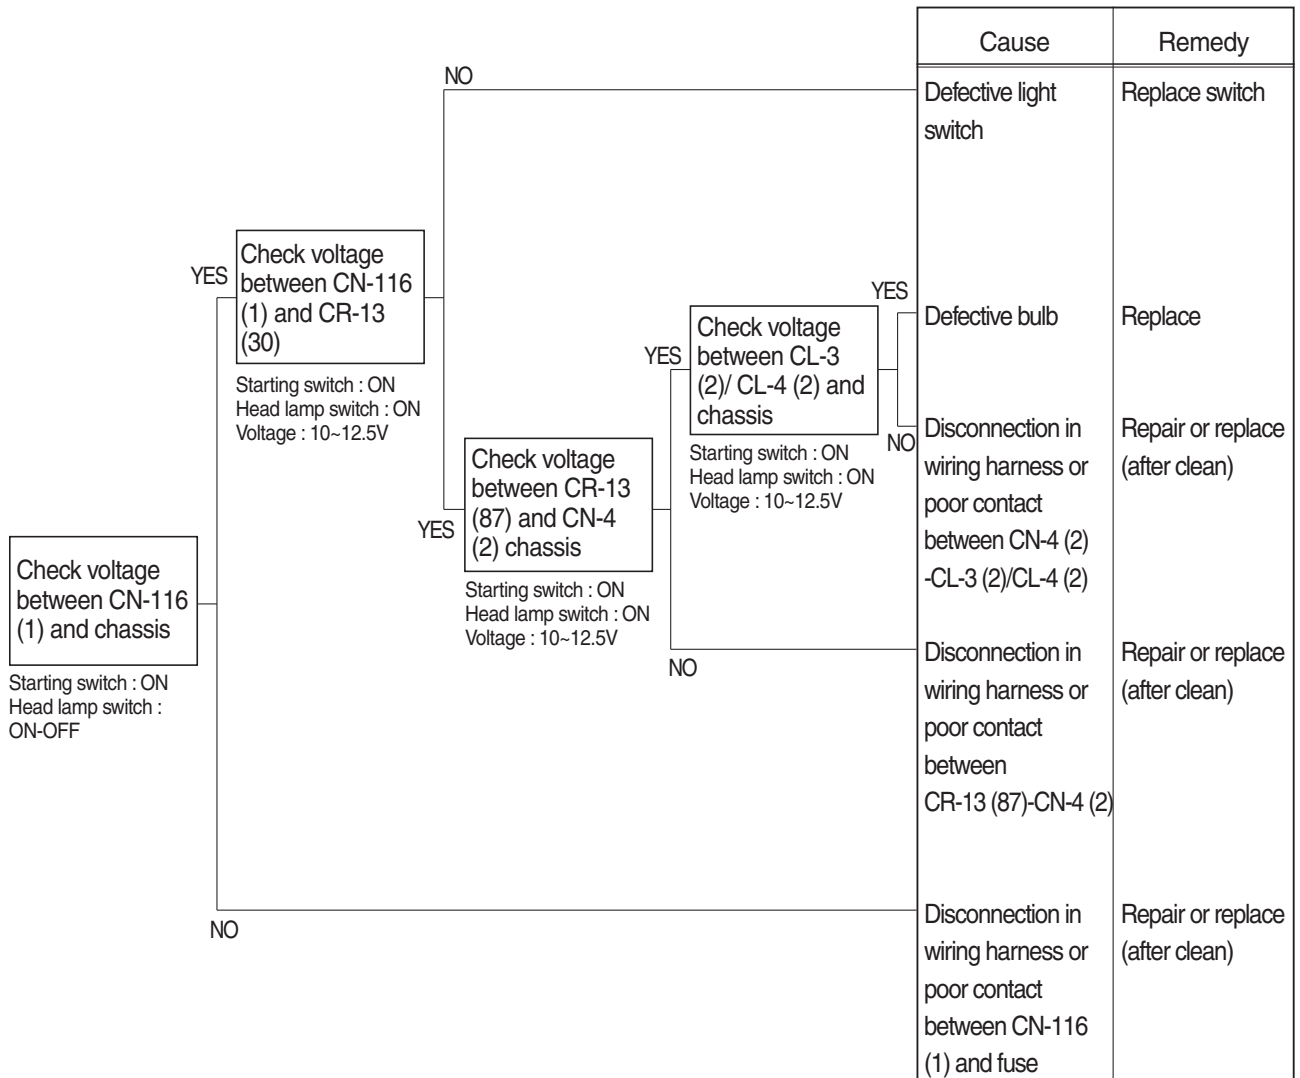 Cause
Remedy
NO
Defective light
switch
Replace switch
YES
Check voltage
between CN-116
(1) and CR-13
(30)
Starting switch : ON
Head lamp switch : ON
Voltage : 10~12.5V
YES
Defective bulb
Replace
YES
Check voltage
between CL-3
(2)/ CL-4 (2) and
chassis
Starting switch : ON
Head lamp switch : ON
Voltage : 10~12.5V
NO
Disconnection in
wiring harness or
poor contact
between CN-4 (2)
-CL-3 (2)/CL-4 (2)
Repair or replace
(after clean)
YES
Check voltage
between CR-13
(87) and CN-4
(2) chassis
Starting switch : ON
Head lamp switch : ON
Voltage : 10~12.5V
Check voltage
between CN-116
(1) and chassis
Starting switch : ON
Head lamp switch :
ON-OFF
NO
Disconnection in
wiring harness or
poor contact
between
CR-13 (87)-CN-4 (2)
Repair or replace
(after clean)
NO
Disconnection in
wiring harness or
poor contact
between CN-116
(1) and fuse
Repair or replace
(after clean)